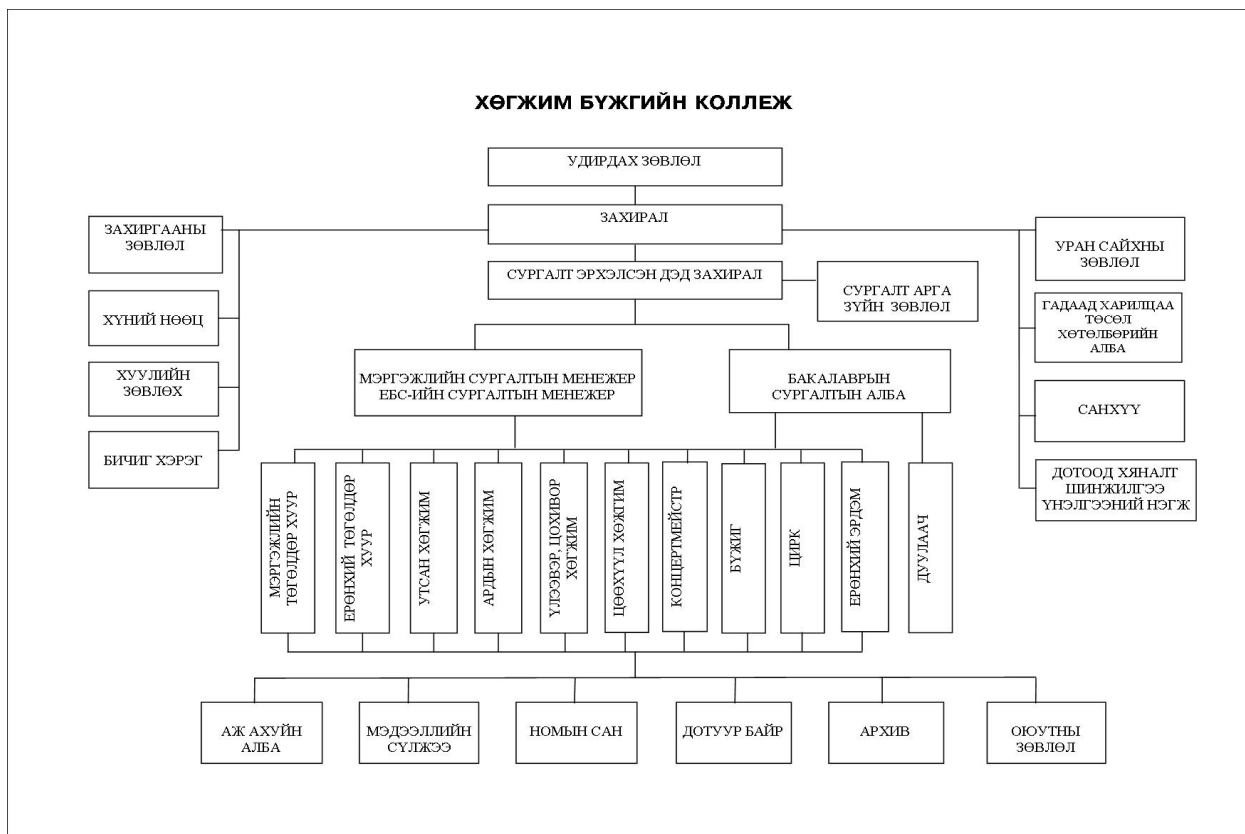 ХӨГЖИМ БҮЖГИЙН КОЛЛЕЖ
УДИРДАХ ЗӨВЛӨЛ
ЗАХИРАЛ
ЗАХИРГААНЫ
ЗӨВЛӨЛ
УРАН САЙХНЫ
ЗӨВЛӨЛ
СУРГАЛТ ЭРХЭЛСЭН ДЭД ЗАХИРАЛ
СУРГАЛТ АРГА
ЗҮЙН ЗӨВЛӨЛ
ХҮНИЙ НӨӨЦ
ГАДААД ХАРИЛЦАА
ТӨСӨЛ
ХӨТӨЛБӨРИЙН
АЛБА
ХУУЛИЙН
ЗӨВЛӨХ
МЭРГЭЖЛИЙН СУРГАЛТЫН МЕНЕЖЕР
ЕБС-ИЙН СУРГАЛТЫН МЕНЕЖЕР
БАКАЛАВРЫН
СУРГАЛТЫН АЛБА
САНХҮҮ
БИЧИГ ХЭРЭГ
ДОТООД ХЯНАЛТ
ШИНЖИЛГЭЭ
ҮНЭЛГЭЭНИЙ НЭГЖ
МЭРГЭЖЛИЙН
ТӨГӨЛДӨР ХУУР
ЕРӨНХИЙ ТӨГӨЛДӨР
ХУУР
УТСАН ХӨГЖИМ
АРДЫН ХӨГЖИМ
ҮЛЭЭВЭР, ЦОХИВОР
ХӨГЖИМ
ЦӨӨХҮҮЛ ХӨЖГИМ
КОНЦЕРТМЕЙСТР
БҮЖИГ
ЦИРК
ЕРӨНХИЙ ЭРДЭМ
ДУУЛААЧ
АЖ АХУЙН
АЛБА
МЭДЭЭЛЛИЙН
СҮЛЖЭЭ
НОМЫН САН
ДОТУУР БАЙР
АРХИВ
ОЮУТНЫ
ЗӨВЛӨЛ